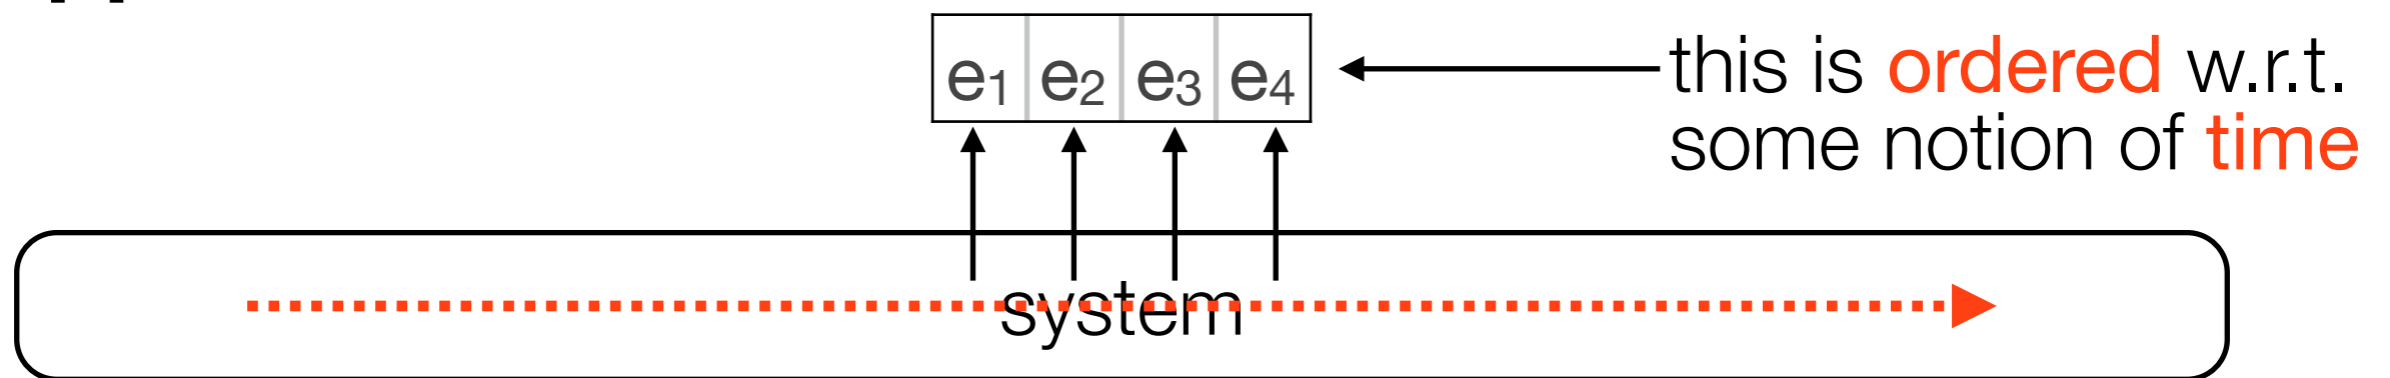 e₁ e₂ e₃ e₄
this is ordered w.r.t.
some notion of time
system